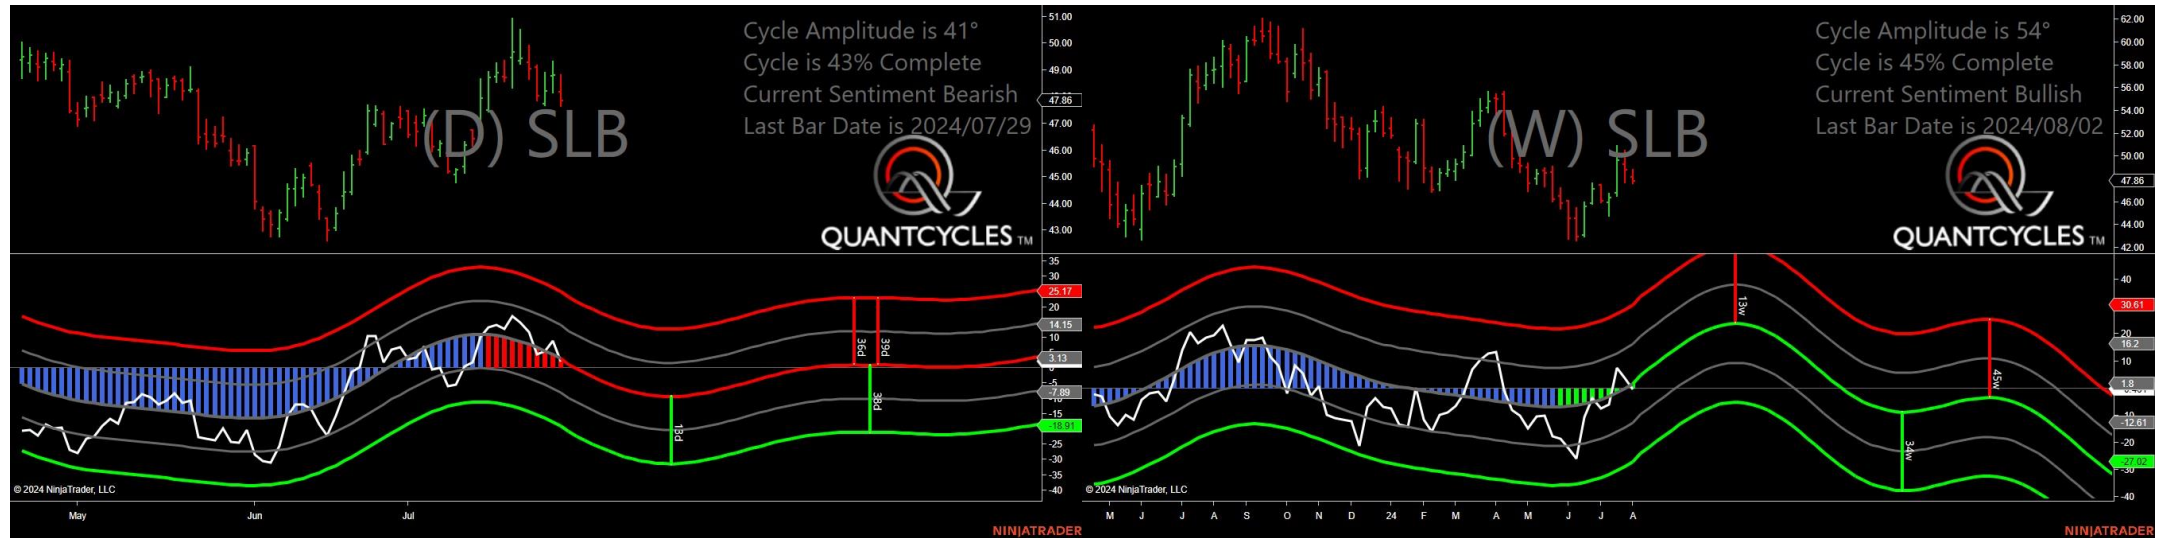 Cycle Amplitude is 41°
Cycle is 43% Complete
Current Sentiment Bearish
Last Bar Date is 2024/07/29
(D) SLB
QUANTCYCLES TM
51.00
50.00
49.00
47.86
47.00
46.00
45.00
44.00
43.00
35
30
25.17
20
14.15
10
3.13
-5
-7.89
-15
-18.91
-25
-30
-35
-40
36d
39d
38d
13d
© 2024 NinjaTrader, LLC
May
Jun
Jul
NINJATRADER
Cycle Amplitude is 54°
Cycle is 45% Complete
Current Sentiment Bullish
Last Bar Date is 2024/08/02
(W) SLB
QUANTCYCLES TM
62.00
60.00
58.00
56.00
54.00
52.00
50.00
47.86
46.00
44.00
42.00
40
30.61
20
16.2
10
1.8
-10
-12.61
-20
-27.02
-30
-40
13w
45w
34w
© 2024 NinjaTrader, LLC
M J J A S O N D 24 F M A M J J A
NINJATRADER